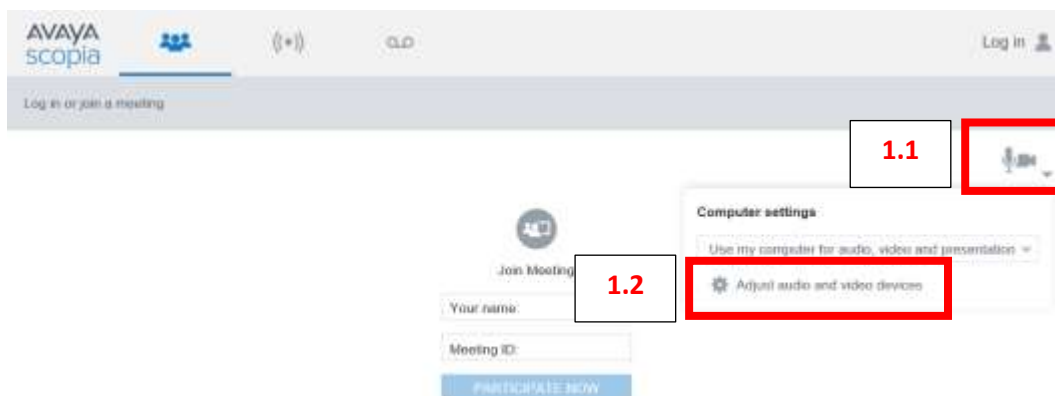 AVAYA
scopia
Log in
Log in or join a meeting
1.1
Computer settings
Use my computer for audio, video and presentation
Join Meeting
1.2
Adjust audio and video devices
Your name:
Meeting ID:
PARTICIPATE NOW